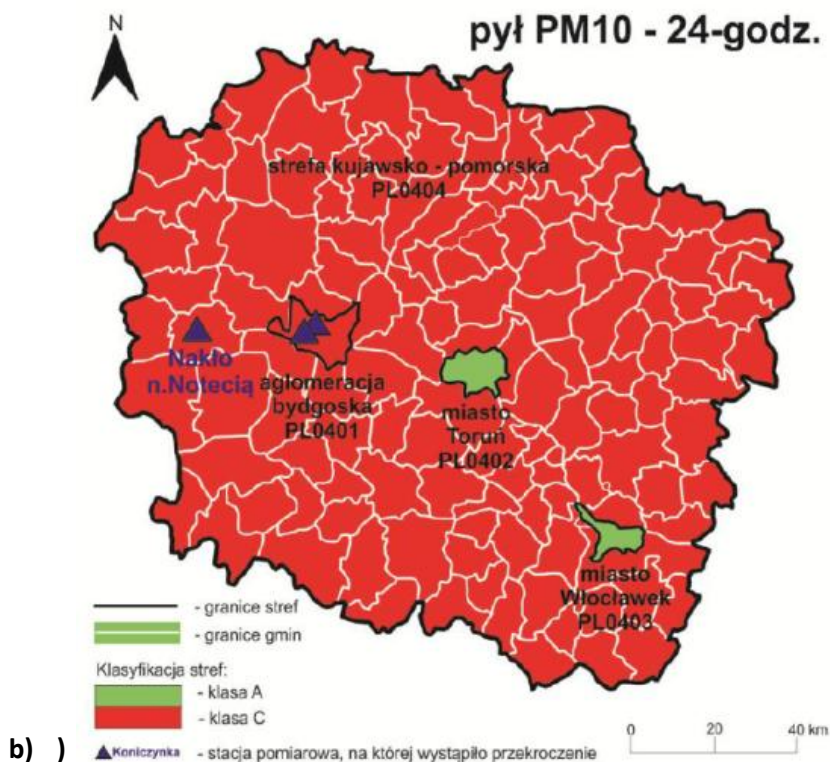 pył PM10 - 24-godz.
N
strefa kujawsko - pomorska
PL0404
Nakło
n.Notecią
aglomeracja
bydgoska
PL0401
miasto
Toruń
PL0402
miasto
Włocławek
PL0403
- granice stref
- granice gmin
Klasyfikacja stref:
- klasa A
- klasa C
Koniczynka - stacja pomiarowa, na której wystąpiło przekroczenie
0 20 40 km
b) )